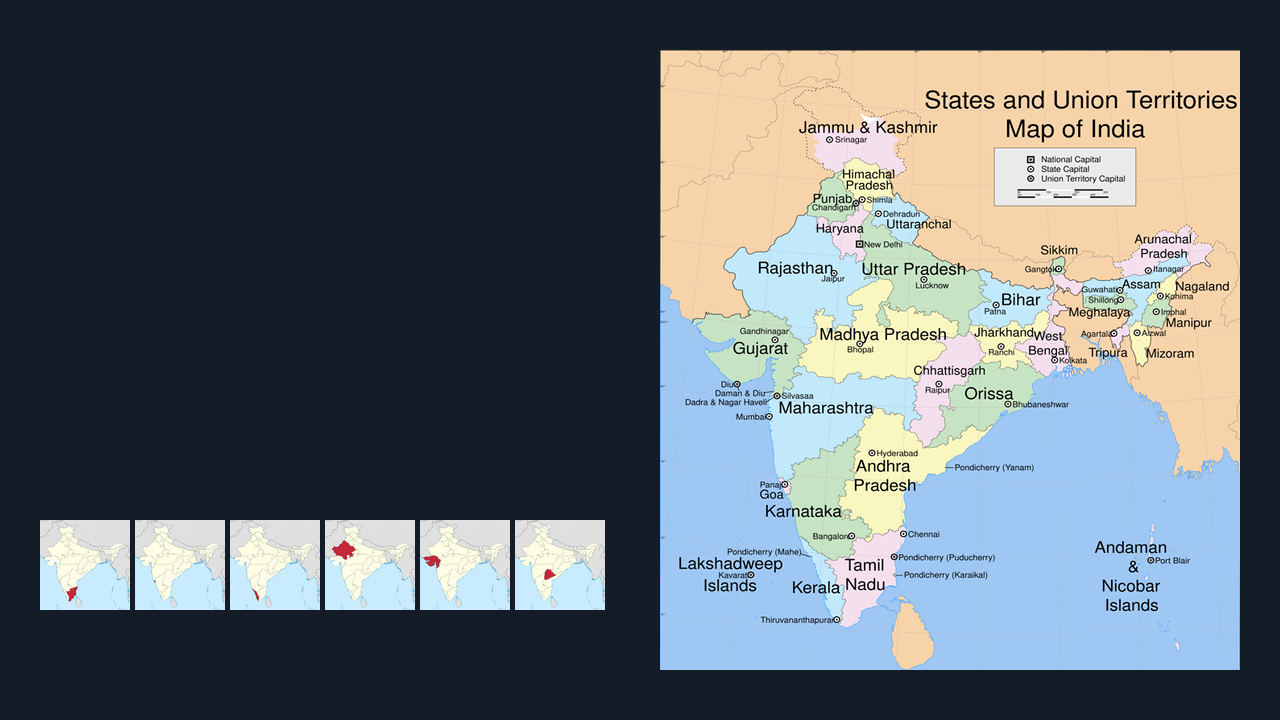 States and Union Territories
Map of India
National Capital
State Capital
Union Territory Capital
Jammu & Kashmir
Srinagar
Himachal
Pradesh
Punjab
Shimla
Chandigarh
Dehradun
Uttaranchal
Haryana
New Delhi
Rajasthan
Jaipur
Uttar Pradesh
Lucknow
Sikkim
Gangtok
Arunachal
Pradesh
Itanagar
Guwahati
Assam
Nagaland
Kohima
Shillong
Meghalaya
Imphal
Manipur
Bihar
Patna
Agartala
Aizwal
Tripura
Mizoram
Gandhinagar
Gujarat
Madhya Pradesh
Bhopal
Jharkhand
Ranchi
West
Bengal
Kolkata
Chhattisgarh
Raipur
Orissa
Bhubaneshwar
Diu
Daman & Diu
Dadra & Nagar Haveli
Silvasaa
Maharashtra
Mumbai
Hyderabad
Andhra
Pradesh
Pondicherry (Yanam)
Panaji
Goa
Karnataka
Bangalore
Chennai
Pondicherry (Mahe)
Pondicherry (Puducherry)
Lakshadweep
Islands
Kavarati
Tamil
Nadu
Pondicherry (Karaikal)
Kerala
Thiruvananthapuram
Andaman
&
Nicobar
Islands
Port Blair